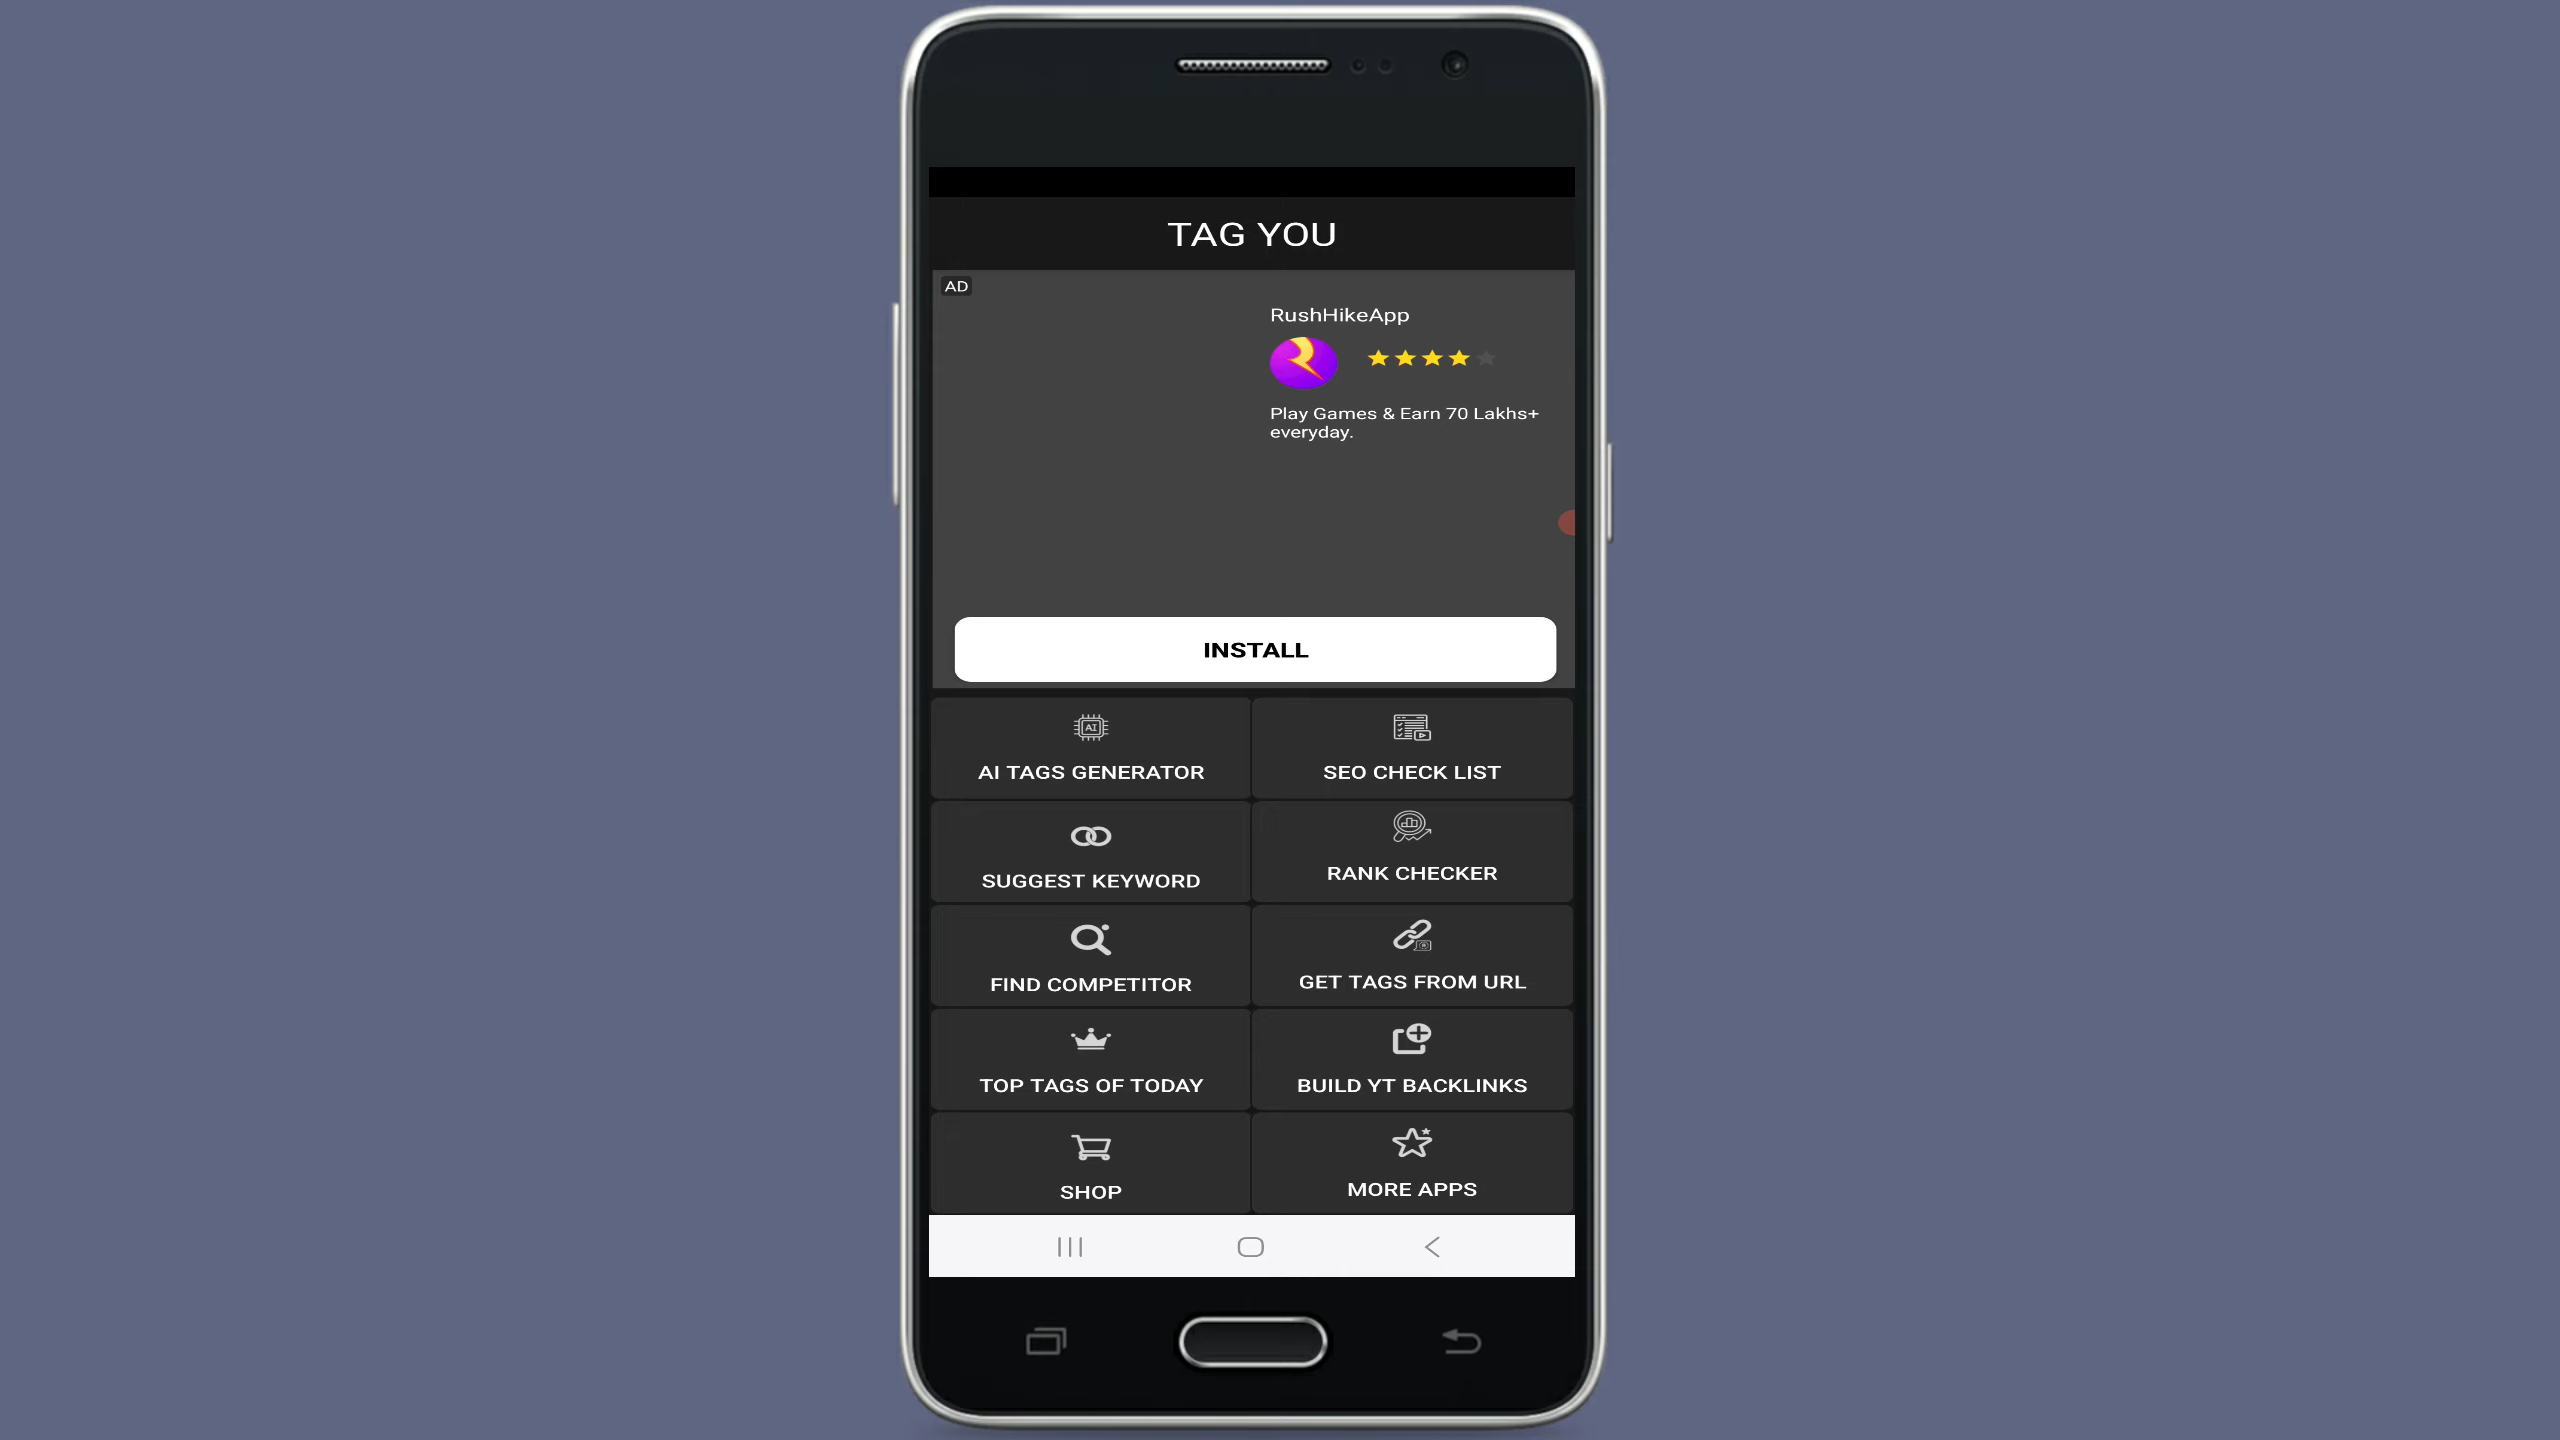 TAG YOU
AD
RushHikeApp
Play Games & Earn 70 Lakhs+
everyday.
INSTALL
AI
AI TAGS GENERATOR
SEO CHECK LIST
SUGGEST KEYWORD
RANK CHECKER
FIND COMPETITOR
GET TAGS FROM URL
TOP TAGS OF TODAY
BUILD YT BACKLINKS
SHOP
MORE APPS